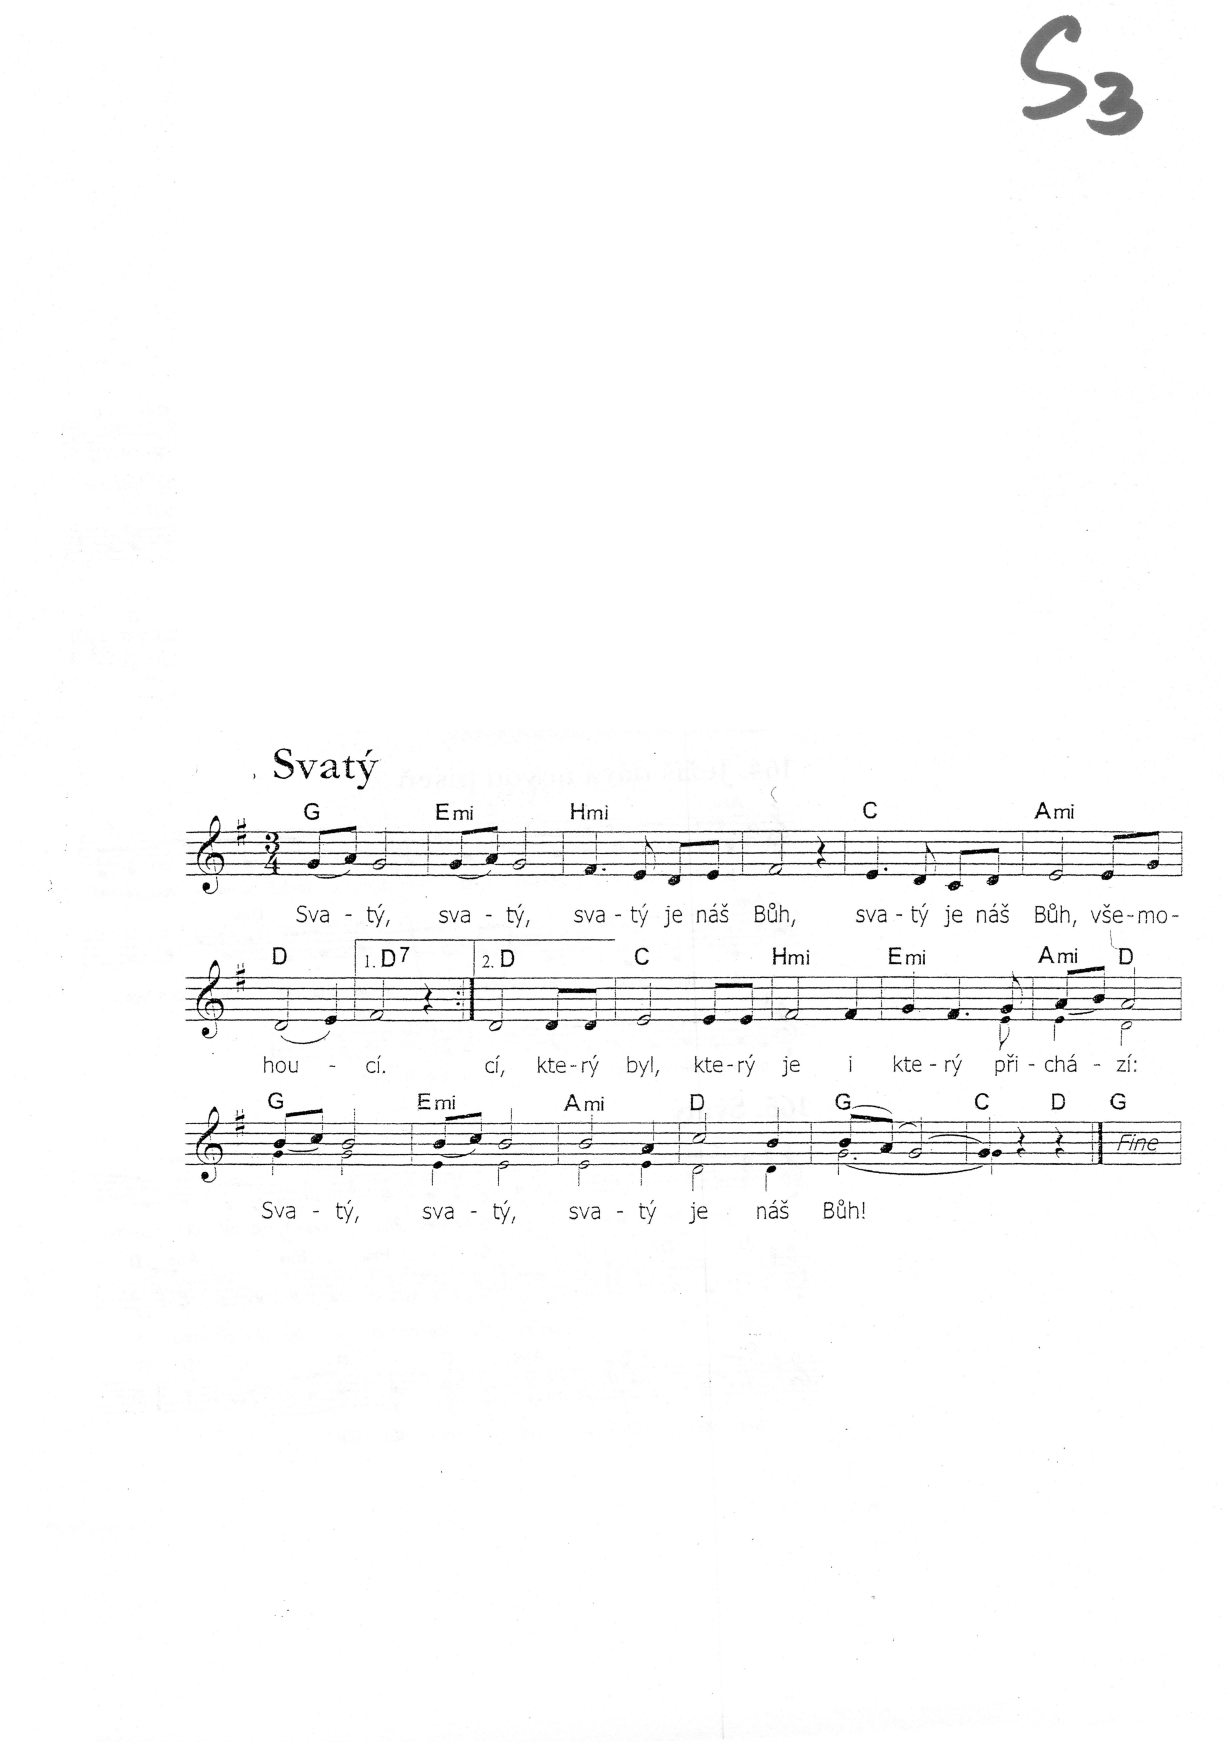 S3
Svatý
G Emi Hmi C Ami
3
4
Sva - tý, sva - tý, sva - tý je náš Bůh, sva - tý je náš Bůh, vše-mo-
D 1. D7 2. D C Hmi Emi Ami D
hou - cí. cí, kte-rý byl, kte-rý je i kte-rý při-chá - zí:
G Emi Ami D G C D G
Fine
Sva - tý, sva - tý, sva - tý je náš Bůh!